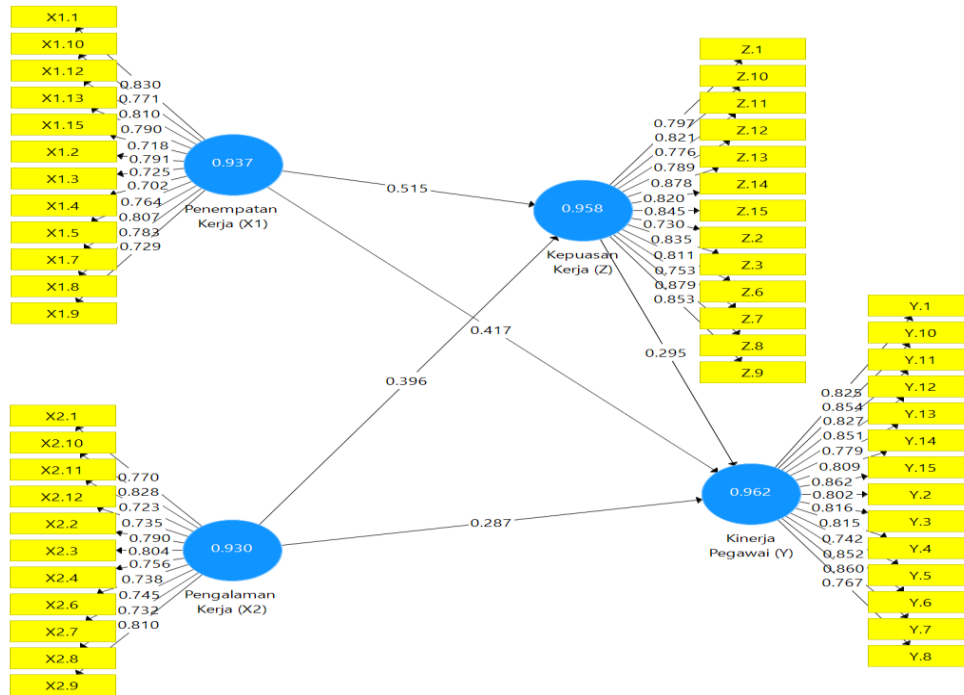 X1.1
X1.10
X1.12
X1.13
X1.15
X1.2
X1.3
X1.4
X1.5
X1.7
X1.8
X1.9
0.830
0.771
0.810
0.790
0.718
0.791
0.725
0.702
0.764
0.807
0.783
0.729
0.937
Penempatan
Kerja (X1)
0.515
0.417
0.396
0.287
0.295
Z.1
Z.10
Z.11
Z.12
Z.13
Z.14
Z.15
Z.2
Z.3
Z.6
Z.7
Z.8
Z.9
0.797
0.821
0.776
0.789
0.878
0.820
0.845
0.730
0.835
0.811
0.753
0.879
0.853
0.958
Kepuasan
Kerja (Z)
X2.1
X2.10
X2.11
X2.12
X2.2
X2.3
X2.4
X2.6
X2.7
X2.8
X2.9
0.770
0.828
0.723
0.735
0.790
0.804
0.756
0.738
0.745
0.732
0.810
0.930
Pengalaman
Kerja (X2)
Y.1
Y.10
Y.11
Y.12
Y.13
Y.14
Y.15
Y.2
Y.3
Y.4
Y.5
Y.6
Y.7
Y.8
0.825
0.854
0.827
0.851
0.779
0.809
0.862
0.802
0.816
0.815
0.742
0.852
0.860
0.767
0.962
Kinerja
Pegawai (Y)